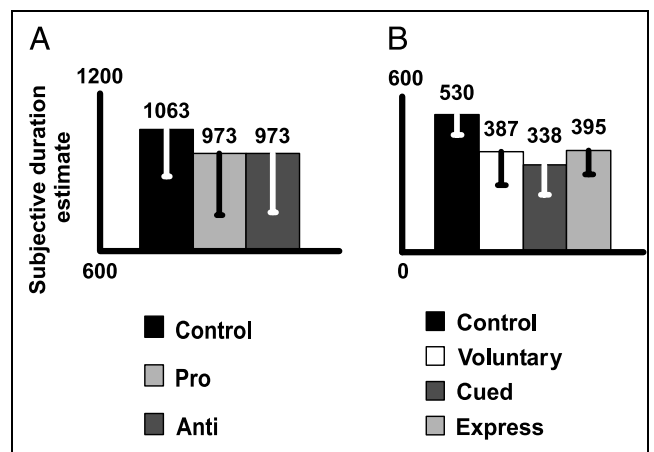 A
1200
1063
973 973
600
Subjective duration
estimate
Control
Pro
Anti
B
600
530
387
338
395
0
Control
Voluntary
Cued
Express